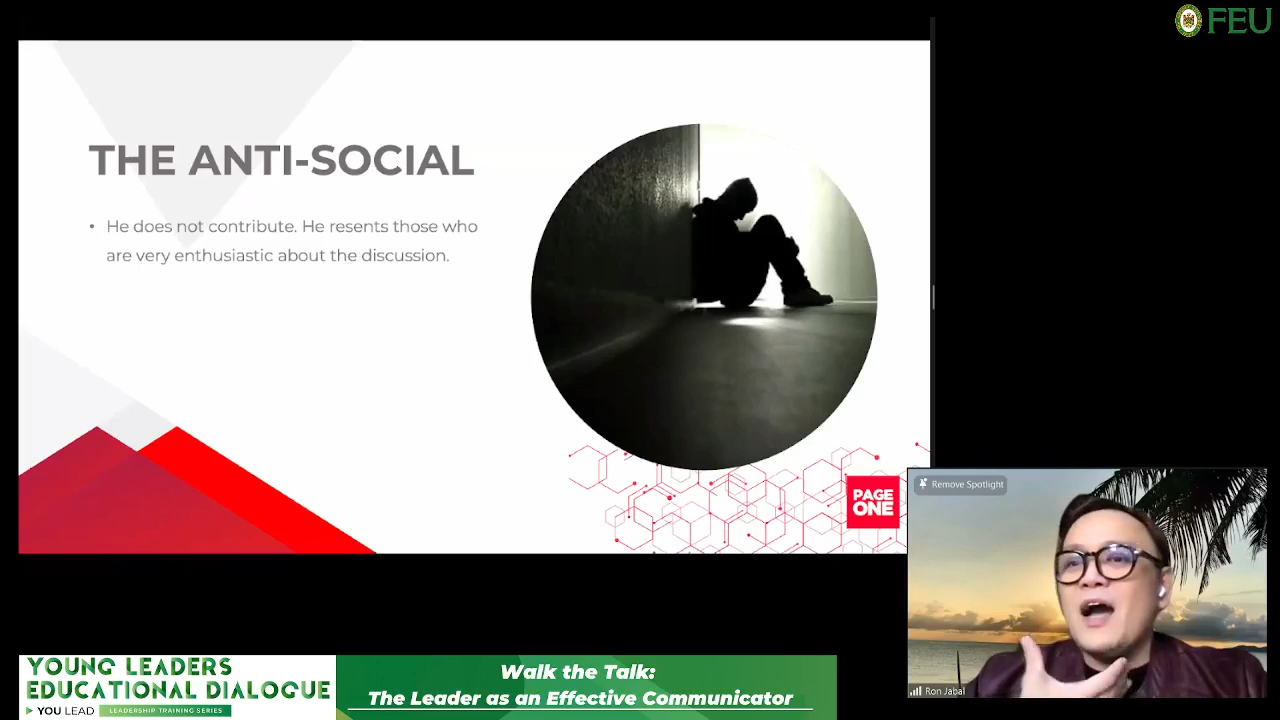 FEU
THE ANTI-SOCIAL
• He does not contribute. He resents those who
are very enthusiastic about the discussion.
PAGE
ONE
Remove Spotlight
Ron Jabal
YOUNG LEADERS
EDUCATIONAL DIALOGUE
YOU LEAD
LEADERSHIP TRAINING SERIES
Walk the Talk:
The Leader as an Effective Communicator